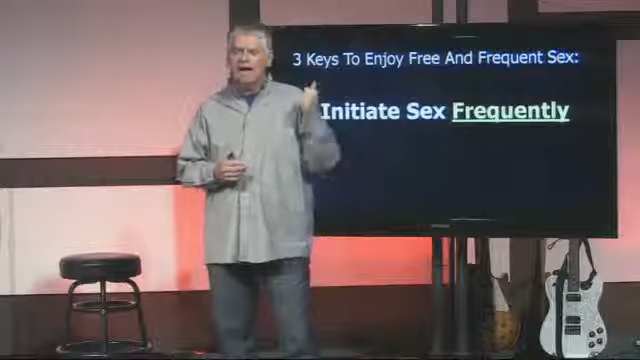 3 Keys To Enjoy Free And Frequent Sex:
Initiate Sex Frequently